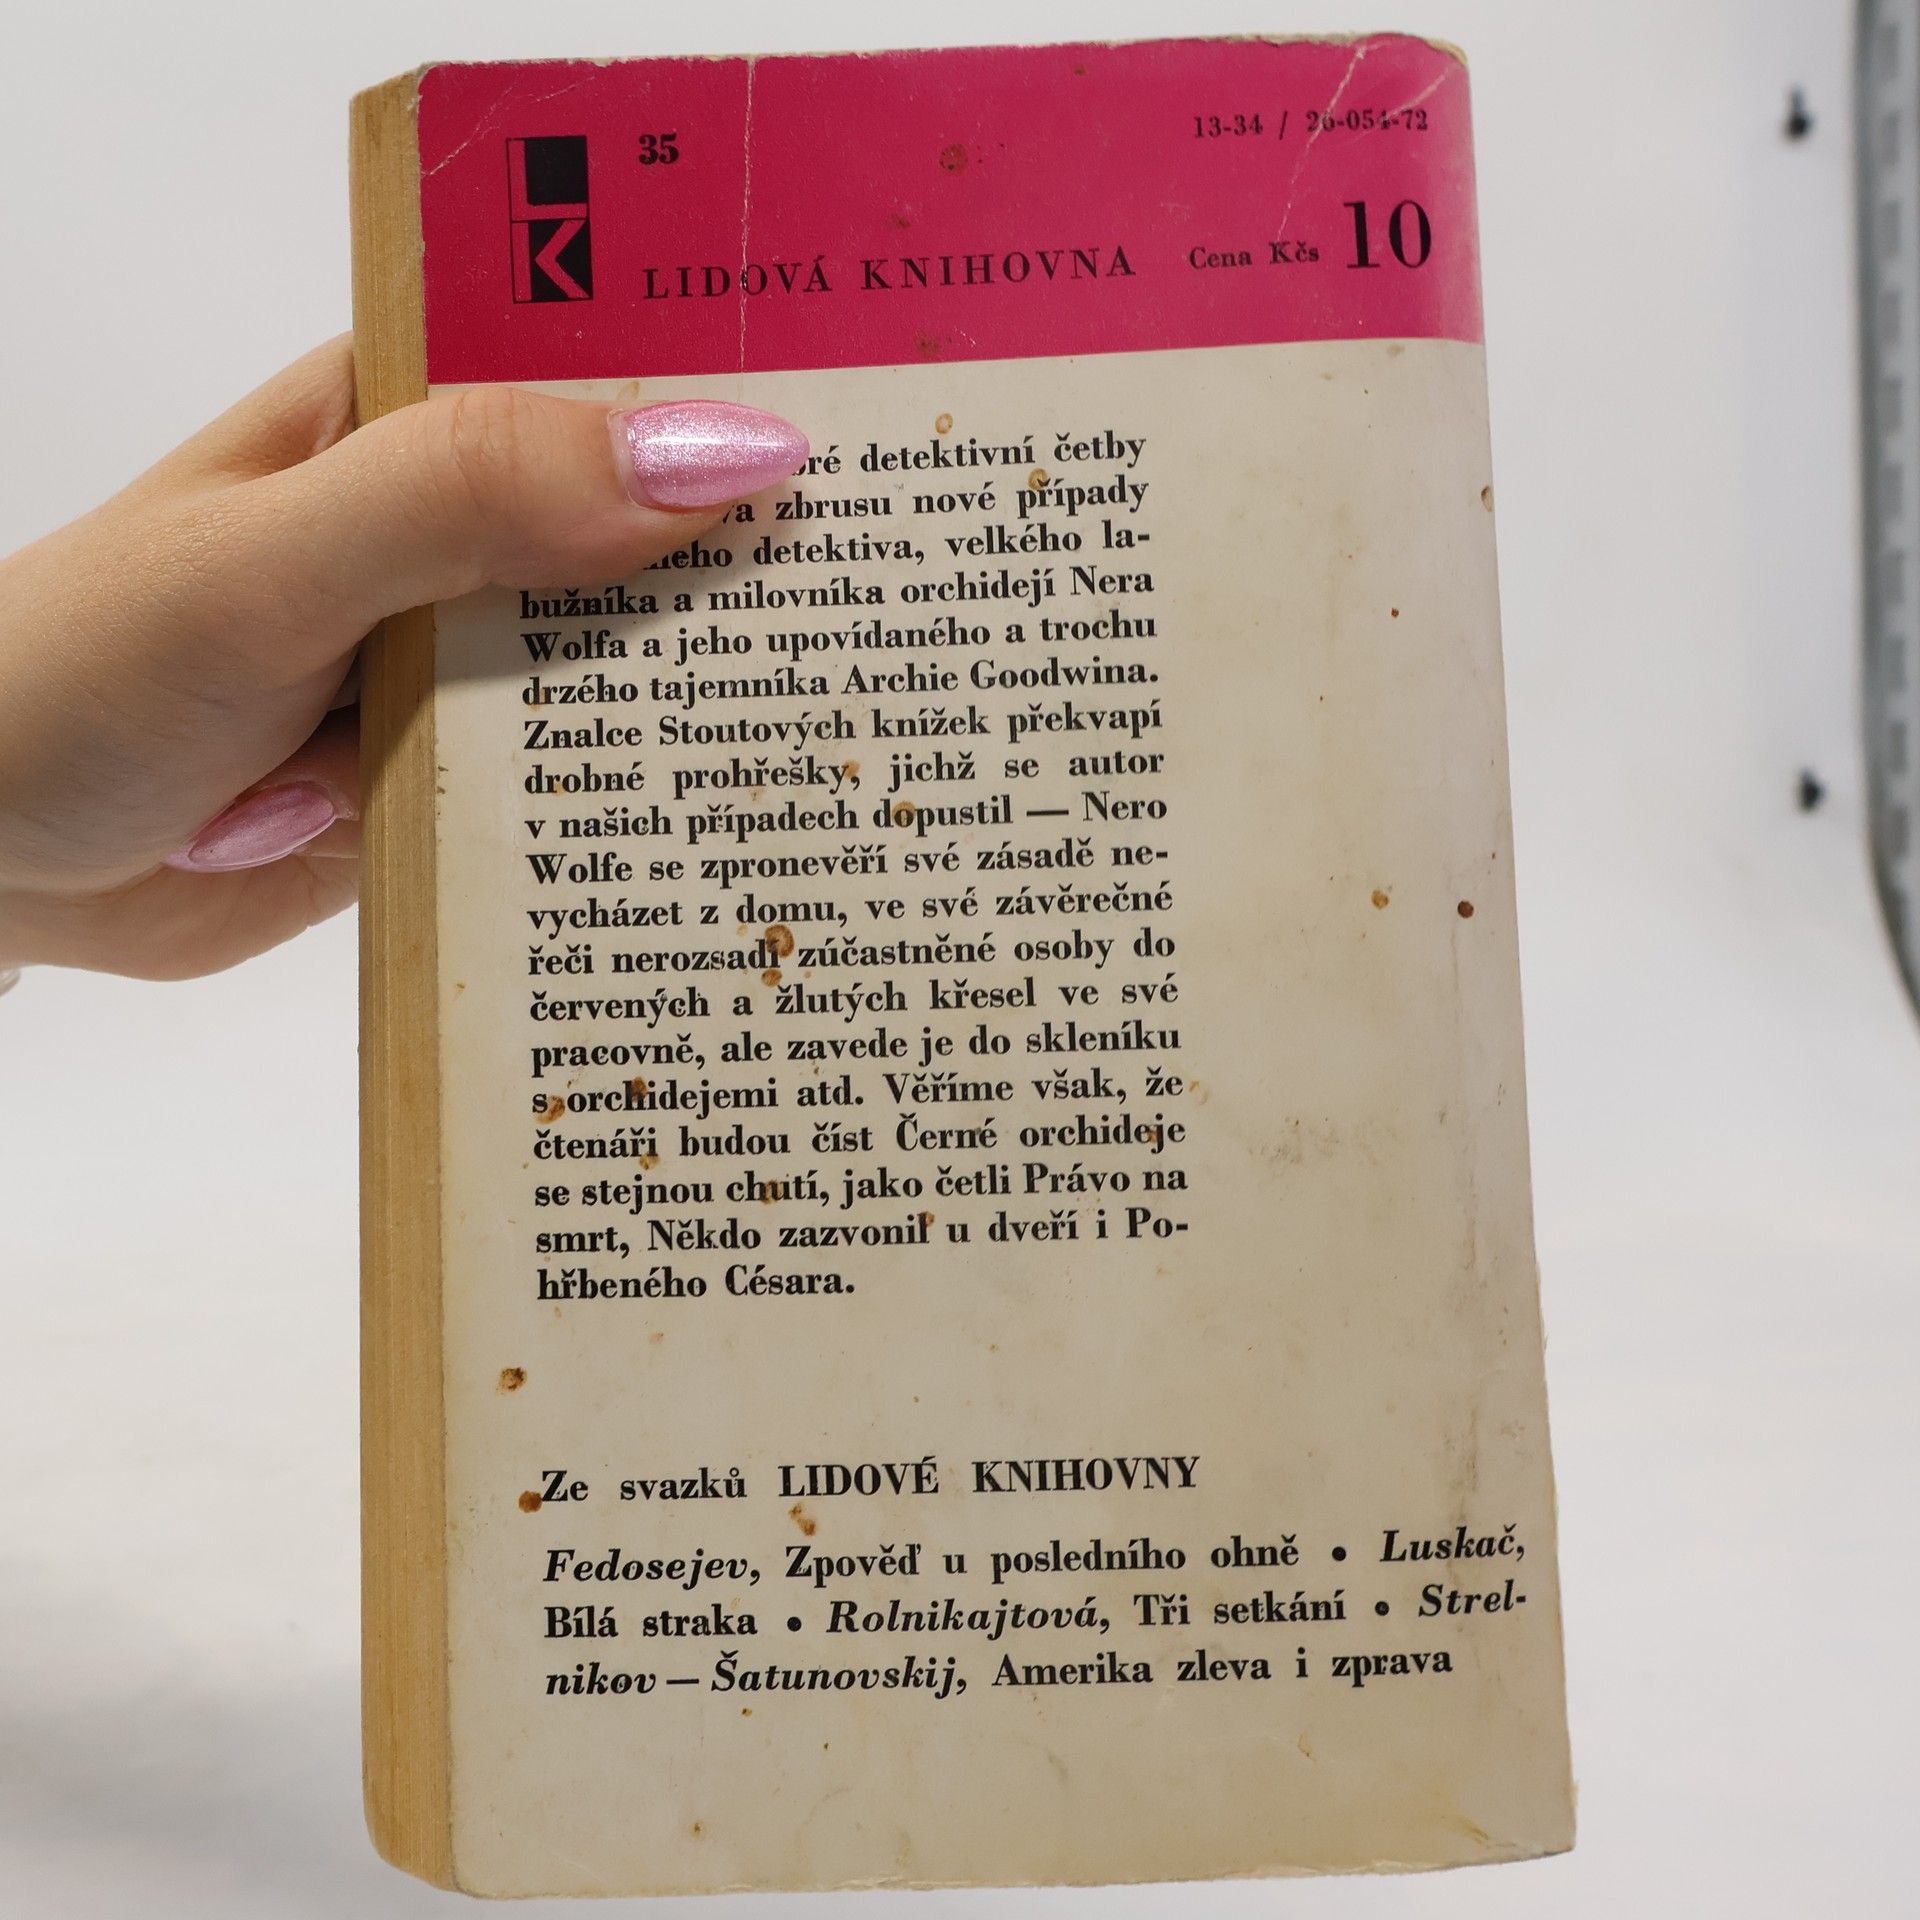 LK
35
13-34 / 26-054-72
LIDOVÁ KNIHOVNA
Cena Kčs 10
detektivní četby
zbrusu nové případy
detektiva, velkého la-
bužníka a milovníka orchidejí Nera
Wolfa a jeho upovídaného a trochu
drzého tajemníka Archie Goodwina.
Znalce Stoutových knížek překvapí
drobné prohřešky, jichž se autor
v našich případech dopustil — Nero
Wolfe se zpronevěří své zásadě ne-
vycházet z domu, ve své závěrečné
řeči nerozsadí zúčastněné osoby do
červených a žlutých křesel ve své
pracovně, ale zavede je do skleníku
s orchidejemi atd. Věříme však, že
čtenáři budou číst Černé orchideje
se stejnou chutí, jako četli Právo na
smrt, Někdo zazvonil u dveří i Po-
hřbeného Césara.
Ze svazků LIDOVÉ KNIHOVNY
Fedosejev, Zpověď u posledního ohně • Luskač,
Bílá straka • Rolnikajtová, Tři setkání • Strel-
nikov — Šatunovskij, Amerika zleva i zprava